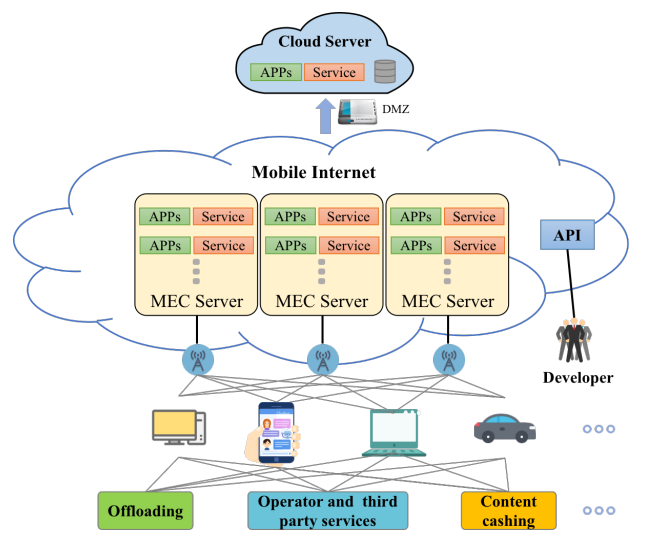 Cloud Server
APPs Service
DMZ
Mobile Internet
APPs Service APPs Service APPs Service
APPs Service APPs Service APPs Service
MEC Server MEC Server MEC Server
API
Developer
Offloading
Operator and third
party services
Content
cashing